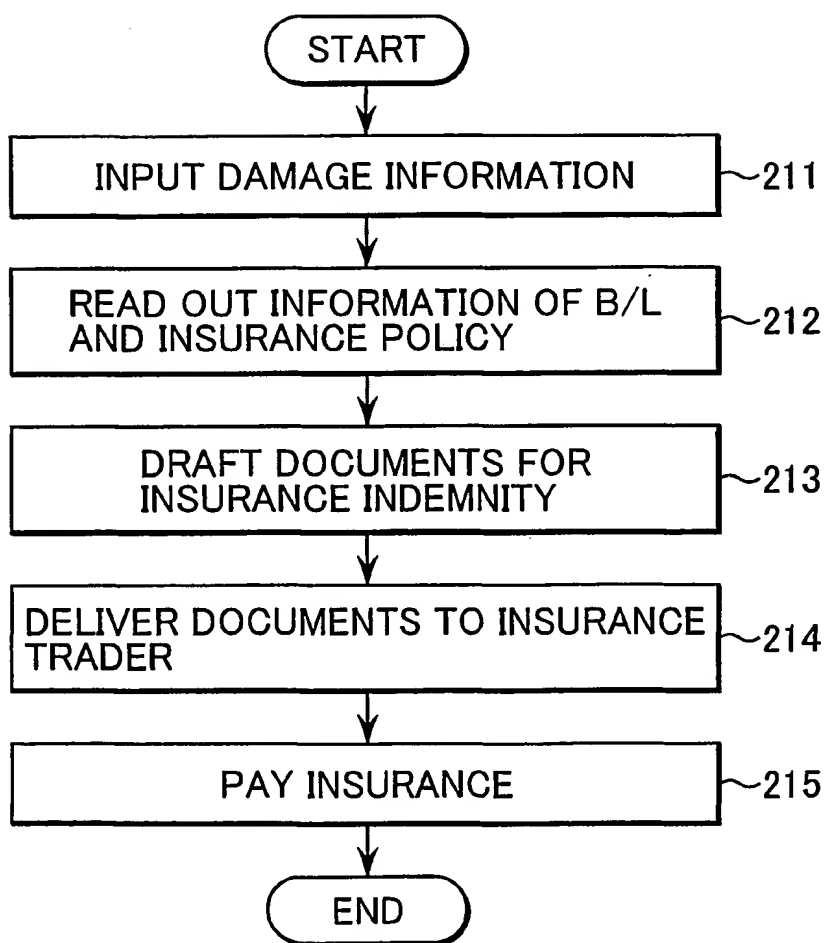 START
INPUT DAMAGE INFORMATION
211
READ OUT INFORMATION OF B/L
AND INSURANCE POLICY
212
DRAFT DOCUMENTS FOR
INSURANCE INDEMNITY
213
DELIVER DOCUMENTS TO INSURANCE
TRADER
214
PAY INSURANCE
215
END